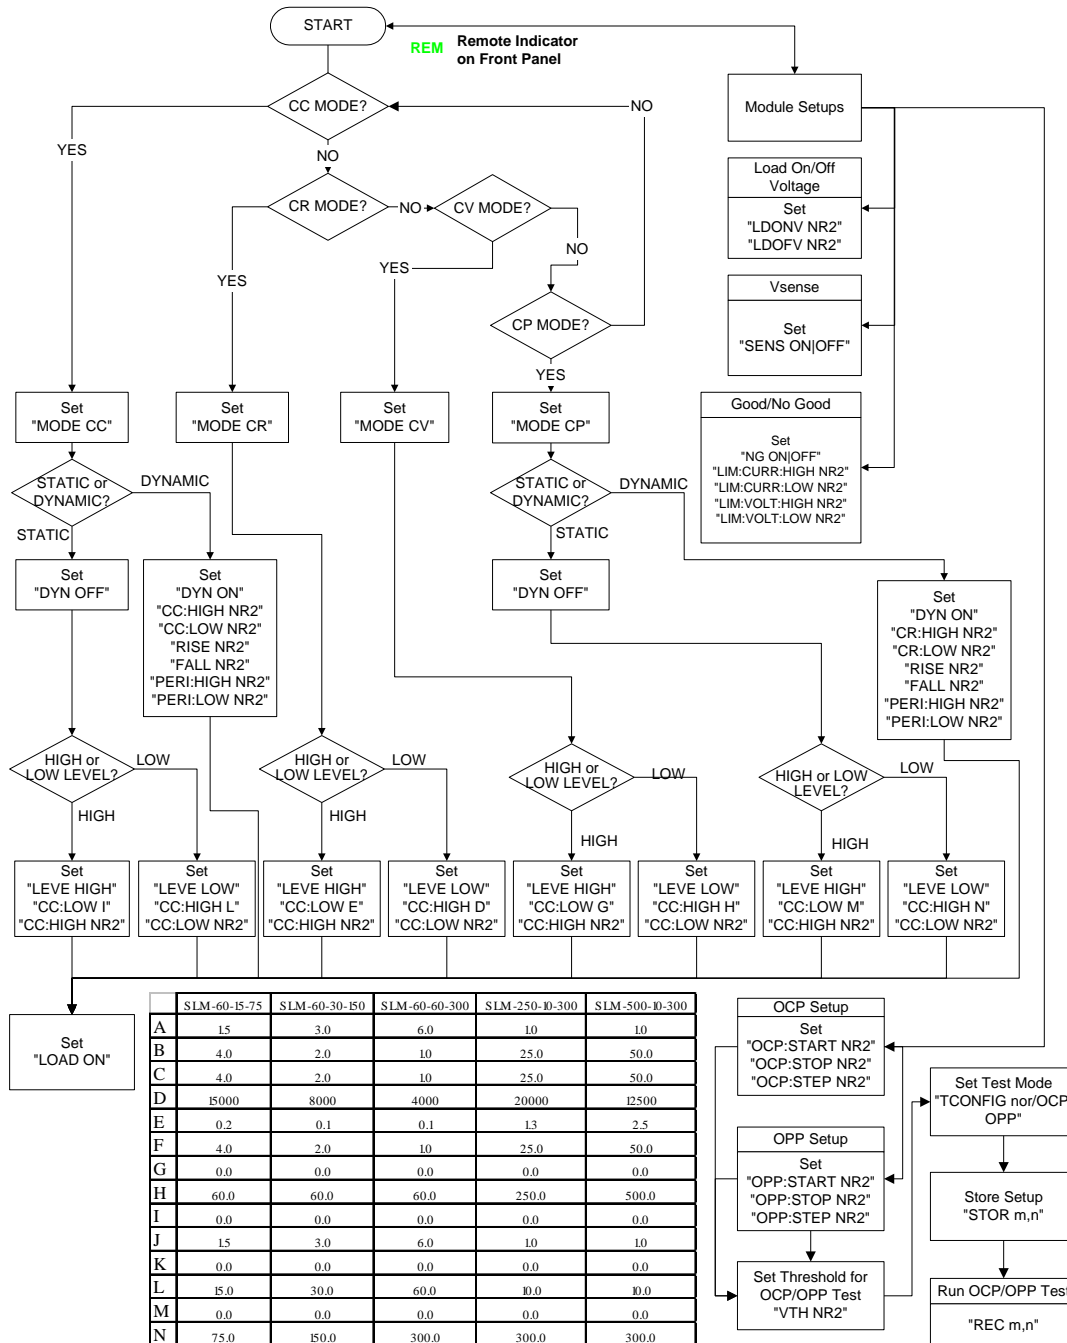 START
REM
Remote Indicator
on Front Panel
CC MODE?
NO
Module Setups
YES
NO
CR MODE?
NO
CV MODE?
NO
YES
YES
CP MODE?
YES
Load On/Off
Voltage
Set
"LDONV NR2"
"LDOFV NR2"
Vsense
Set
"SENS ON|OFF"
Good/No Good
Set
"NG ON|OFF"
"LIM:CURR:HIGH NR2"
"LIM:CURR:LOW NR2"
"LIM:VOLT:HIGH NR2"
"LIM:VOLT:LOW NR2"
Set
"MODE CC"
Set
"MODE CR"
Set
"MODE CV"
Set
"MODE CP"
STATIC or
DYNAMIC?
DYNAMIC
STATIC
STATIC or
DYNAMIC?
DYNAMIC
STATIC
Set
"DYN OFF"
Set
"DYN ON"
"CC:HIGH NR2"
"CC:LOW NR2"
"RISE NR2"
"FALL NR2"
"PERI:HIGH NR2"
"PERI:LOW NR2"
Set
"DYN OFF"
Set
"DYN ON"
"CR:HIGH NR2"
"CR:LOW NR2"
"RISE NR2"
"FALL NR2"
"PERI:HIGH NR2"
"PERI:LOW NR2"
HIGH or
LOW LEVEL?
LOW
HIGH
HIGH or
LOW LEVEL?
LOW
HIGH
HIGH or
LOW LEVEL?
LOW
HIGH
HIGH or LOW
LEVEL?
LOW
HIGH
Set
"LEVE HIGH"
"CC:LOW I"
"CC:HIGH NR2"
Set
"LEVE LOW"
"CC:HIGH L"
"CC:LOW NR2"
Set
"LEVE HIGH"
"CC:LOW E"
"CC:HIGH NR2"
Set
"LEVE LOW"
"CC:HIGH D"
"CC:LOW NR2"
Set
"LEVE HIGH"
"CC:LOW G"
"CC:HIGH NR2"
Set
"LEVE LOW"
"CC:HIGH H"
"CC:LOW NR2"
Set
"LEVE HIGH"
"CC:LOW M"
"CC:HIGH NR2"
Set
"LEVE LOW"
"CC:HIGH N"
"CC:LOW NR2"
Set
"LOAD ON"
SLM-60-15-75 SLM-60-30-150 SLM-60-60-300 SLM-250-10-300 SLM-500-10-300
A 1.5 3.0 6.0 1.0 1.0
B 4.0 2.0 1.0 25.0 50.0
C 4.0 2.0 1.0 25.0 50.0
D 15000 8000 4000 20000 12500
E 0.2 0.1 0.1 1.3 2.5
F 4.0 2.0 1.0 25.0 50.0
G 0.0 0.0 0.0 0.0 0.0
H 60.0 60.0 60.0 250.0 500.0
I 0.0 0.0 0.0 0.0 0.0
J 1.5 3.0 6.0 1.0 1.0
K 0.0 0.0 0.0 0.0 0.0
L 15.0 30.0 60.0 10.0 10.0
M 0.0 0.0 0.0 0.0 0.0
N 75.0 150.0 300.0 300.0 300.0
OCP Setup
Set
"OCP:START NR2"
"OCP:STOP NR2"
"OCP:STEP NR2"
OPP Setup
Set
"OPP:START NR2"
"OPP:STOP NR2"
"OPP:STEP NR2"
Set Threshold for
OCP/OPP Test
"VTH NR2"
Set Test Mode
"TCONFIG nor/OCP/
OPP"
Store Setup
"STOR m,n"
Run OCP/OPP Test
"REC m,n"